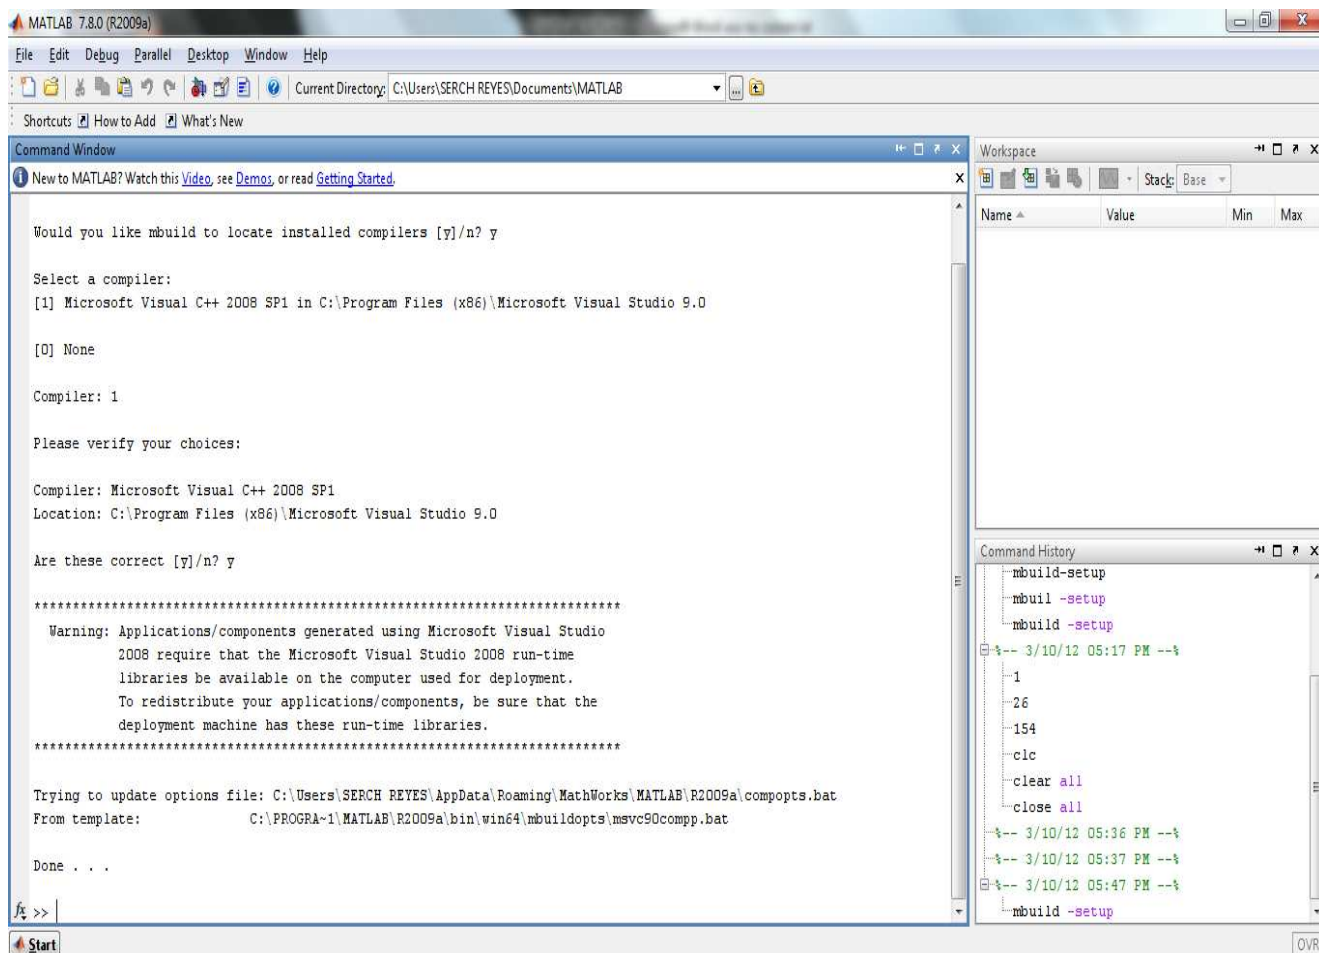 MATLAB 7.8.0 (R2009a)
File Edit Debug Parallel Desktop Window Help
Current Directory: C:\Users\SERCH REYES\Documents\MATLAB ...
Shortcuts How to Add What's New
Command Window
New to MATLAB? Watch this Video, see Demos, or read Getting Started.
Would you like mbuild to locate installed compilers [y]/n? y
Select a compiler:
[1] Microsoft Visual C++ 2008 SP1 in C:\Program Files (x86)\Microsoft Visual Studio 9.0
[0] None
Compiler: 1
Please verify your choices:
Compiler: Microsoft Visual C++ 2008 SP1
Location: C:\Program Files (x86)\Microsoft Visual Studio 9.0
Are these correct [y]/n? y
****************************************************************************
Warning: Applications/components generated using Microsoft Visual Studio
2008 require that the Microsoft Visual Studio 2008 run-time
libraries be available on the computer used for deployment.
To redistribute your applications/components, be sure that the
deployment machine has these run-time libraries.
****************************************************************************
Trying to update options file: C:\Users\SERCH REYES\AppData\Roaming\MathWorks\MATLAB\R2009a\compopts.bat
From template: C:\PROGRA~1\MATLAB\R2009a\bin\win64\mbuildopts\msvc90compp.bat
Done . . .
fx >>
Workspace
Stack: Base
Name Value Min Max
Command History
mbuild-setup
mbuil -setup
mbuild -setup
%-- 3/10/12 05:17 PM --%
1
26
154
clc
clear all
close all
%-- 3/10/12 05:36 PM --%
%-- 3/10/12 05:37 PM --%
%-- 3/10/12 05:47 PM --%
mbuild -setup
Start
OVR